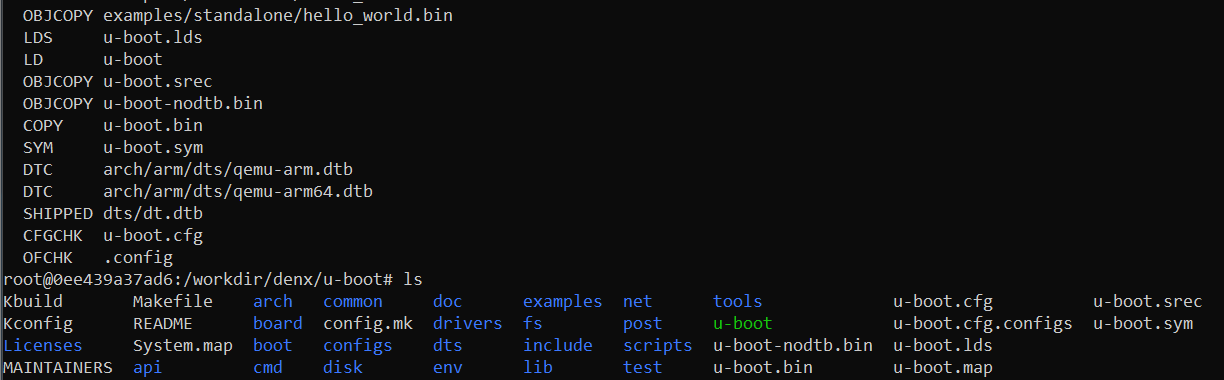 OBJCOPY examples/standalone/hello_world.bin
LDS u-boot.lds
LD u-boot
OBJCOPY u-boot.srec
OBJCOPY u-boot-nodtb.bin
COPY u-boot.bin
SYM u-boot.sym
DTC arch/arm/dts/qemu-arm.dtb
DTC arch/arm/dts/qemu-arm64.dtb
SHIPPED dts/dt.dtb
CFGCHK u-boot.cfg
OFCHK .config
root@0ee439a37ad6:/workdir/denx/u-boot# ls
Kbuild Makefile arch common doc examples net tools u-boot.cfg u-boot.srec
Kconfig README board config.mk drivers fs post u-boot u-boot.cfg.configs u-boot.sym
Licenses System.map boot configs dts include scripts u-boot-nodtb.bin u-boot.lds
MAINTAINERS api cmd disk env lib test u-boot.bin u-boot.map